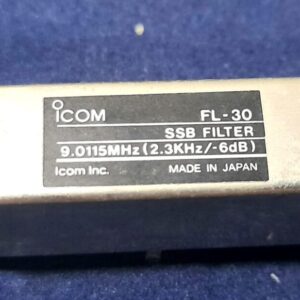 ICOM FL-30
SSB FILTER
9.0115MHz (2.3KHz/-6dB)
Icom Inc. MADE IN JAPAN